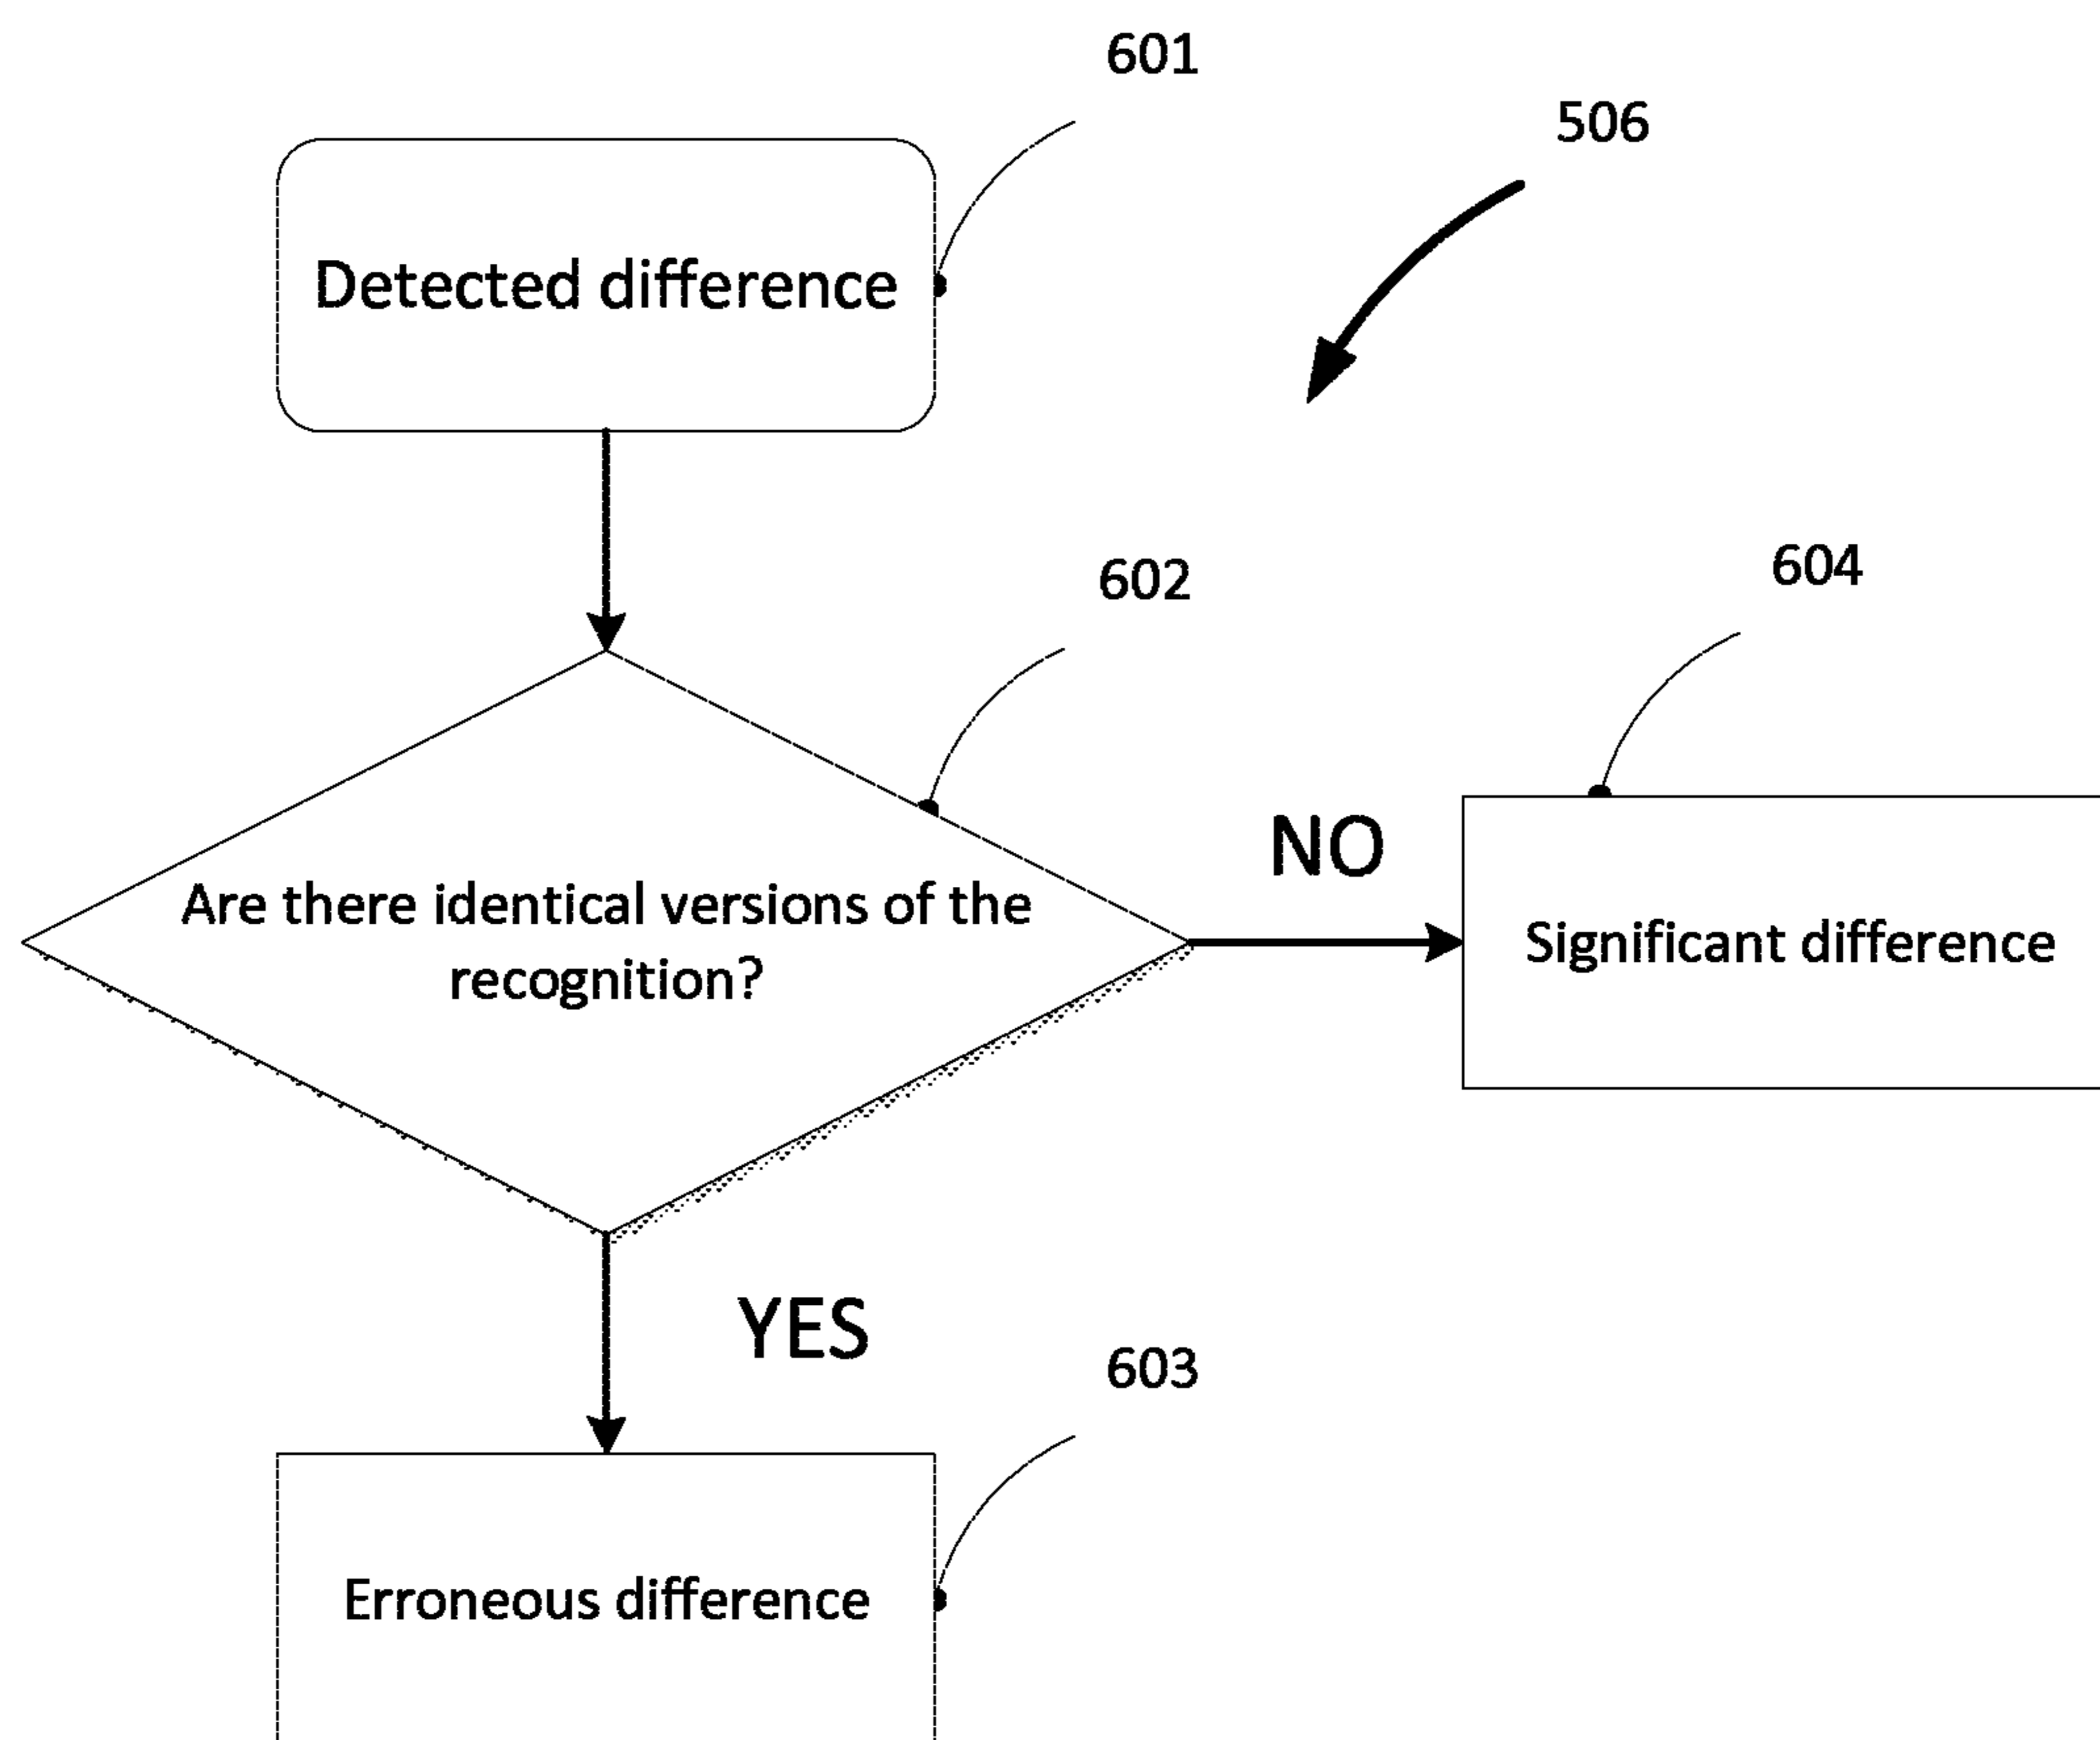 601
506
Detected difference
602
604
Are there identical versions of the
recognition?
NO
Significant difference
YES
603
Erroneous difference